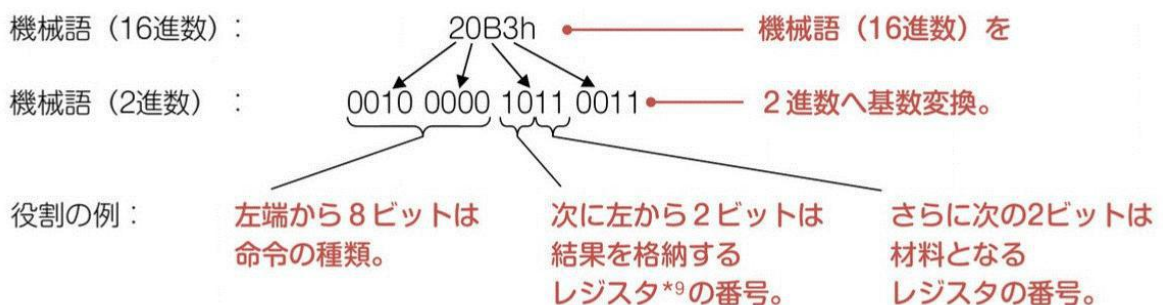 機械語（16進数）： 20B3h 機械語（16進数）を
機械語（2進数）： 0010 0000 1011 0011 2進数へ基数変換。
役割の例： 左端から8ビットは 次に左から2ビットは さらに次の2ビットは
命令の種類。 結果を格納する 材料となる
レジスタ*9の番号。 レジスタの番号。